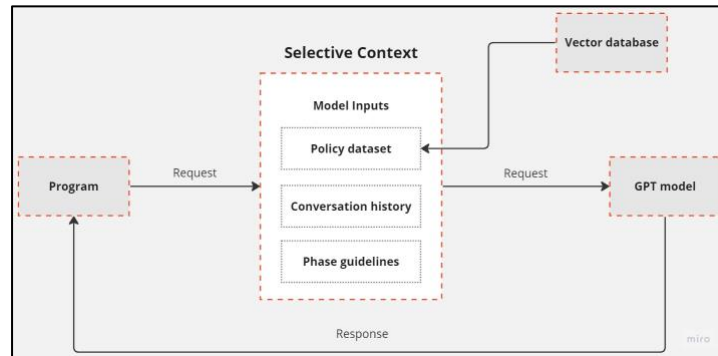 Vector database
Selective Context
Model Inputs
Policy dataset
Program
Request
Conversation history
Request
GPT model
Phase guidelines
Response
miro